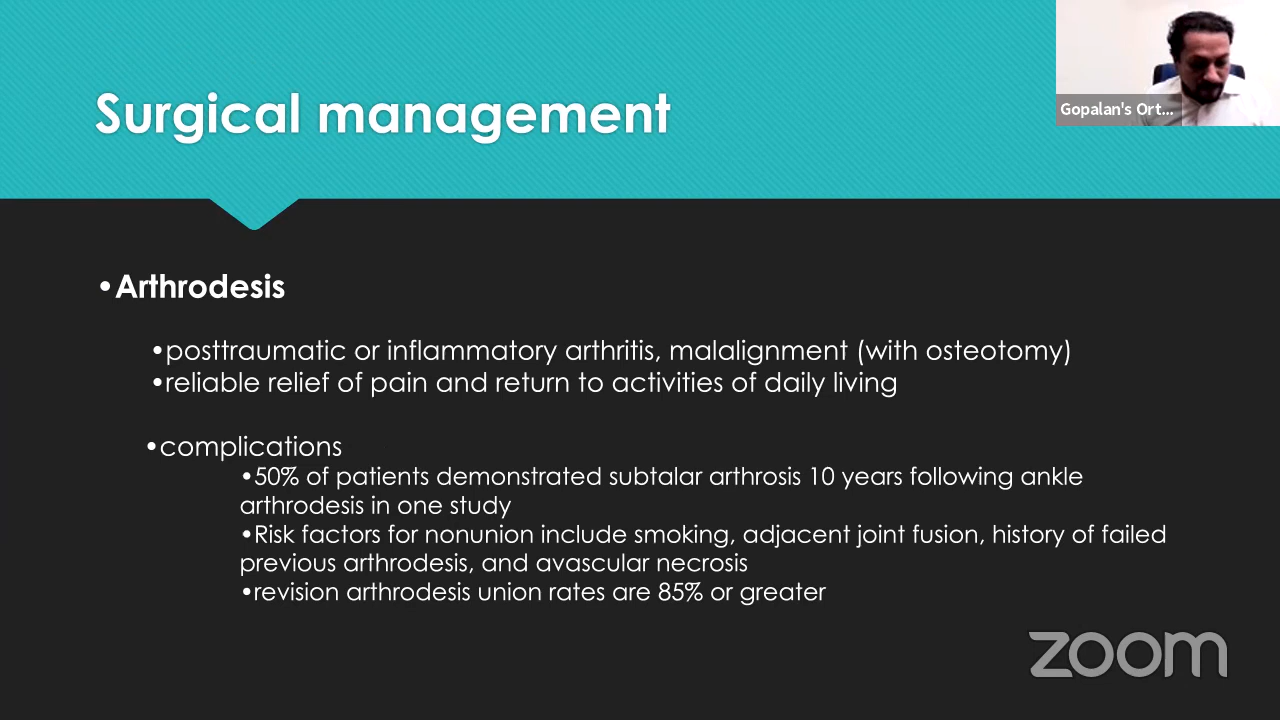 Surgical management
Gopalan's Ort...
•Arthrodesis
•posttraumatic or inflammatory arthritis, malalignment (with osteotomy)
•reliable relief of pain and return to activities of daily living
•complications
•50% of patients demonstrated subtalar arthrosis 10 years following ankle
arthrodesis in one study
•Risk factors for nonunion include smoking, adjacent joint fusion, history of failed
previous arthrodesis, and avascular necrosis
•revision arthrodesis union rates are 85% or greater
zoom